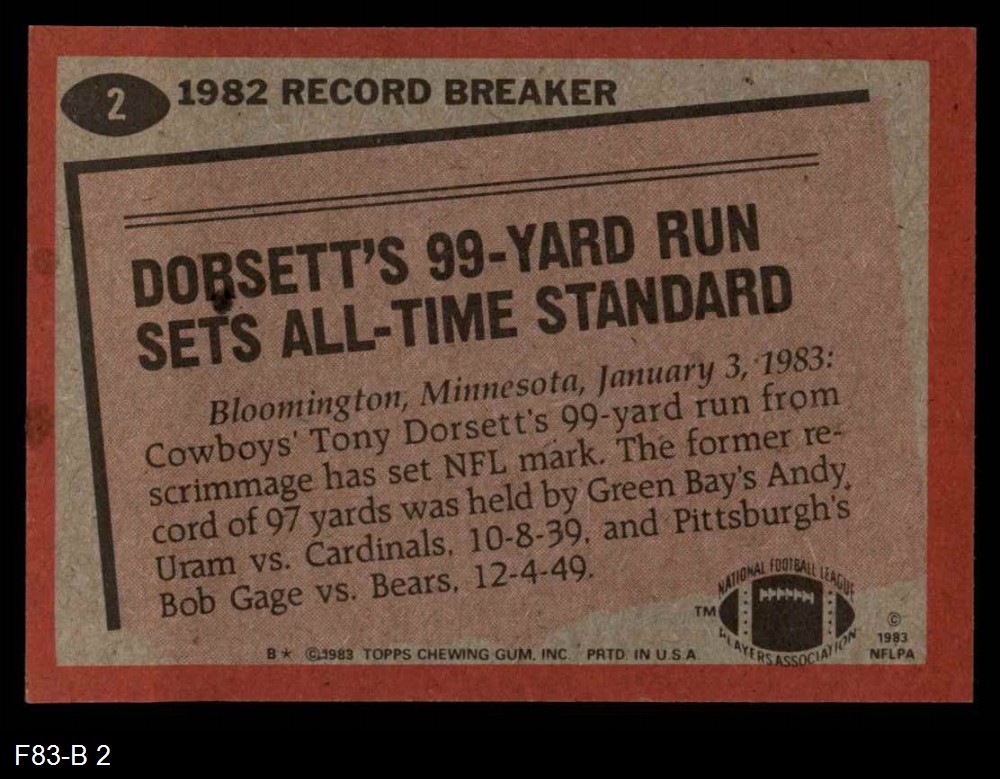 2
1982 RECORD BREAKER
DORSETT'S 99-YARD RUN
SETS ALL-TIME STANDARD
Bloomington, Minnesota, January 3, 1983:
Cowboys' Tony Dorsett's 99-yard run from
scrimmage has set NFL mark. The former re-
cord of 97 yards was held by Green Bay's Andy
Uram vs. Cardinals, 10-8-39, and Pittsburgh's
Bob Gage vs. Bears, 12-4-49.
NATIONAL FOOTBALL LEAGUE
TM
PLAYERS ASSOCIATION
©
1983
NFLPA
B* ©1983 TOPPS CHEWING GUM, INC. PRTD. IN U.S.A.
F83-B 2